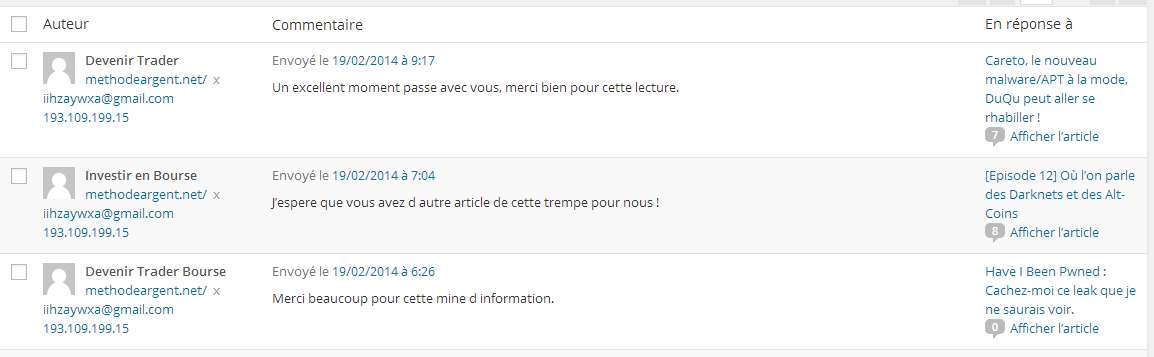 Auteur Commentaire En réponse à
Devenir Trader
methodeargent.net/ x
iihzaywxa@gmail.com
193.109.199.15
Envoyé le 19/02/2014 à 9:17
Un excellent moment passe avec vous, merci bien pour cette lecture.
Careto, le nouveau
malware/APT à la mode,
DuQu peut aller se
rhabiller !
7 Afficher l'article
Investir en Bourse
methodeargent.net/ x
iihzaywxa@gmail.com
193.109.199.15
Envoyé le 19/02/2014 à 7:04
J'espere que vous avez d autre article de cette trempe pour nous !
[Episode 12] Où l'on parle
des Darknets et des Alt-
Coins
8 Afficher l'article
Devenir Trader Bourse
methodeargent.net/ x
iihzaywxa@gmail.com
193.109.199.15
Envoyé le 19/02/2014 à 6:26
Merci beaucoup pour cette mine d information.
Have I Been Pwned :
Cachez-moi ce leak que je
ne saurais voir.
0 Afficher l'article